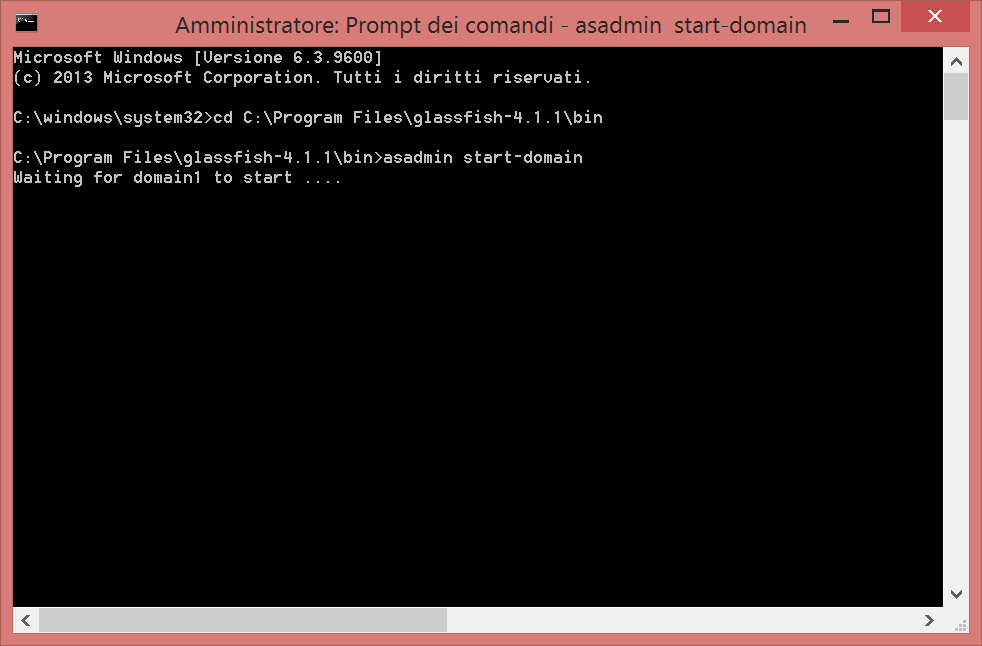 Amministratore: Prompt dei comandi - asadmin  start-domain
Microsoft Windows [Versione 6.3.9600]
(c) 2013 Microsoft Corporation. Tutti i diritti riservati.
C:\windows\system32>cd C:\Program Files\glassfish-4.1.1\bin
C:\Program Files\glassfish-4.1.1\bin>asadmin start-domain
Waiting for domain1 to start ....